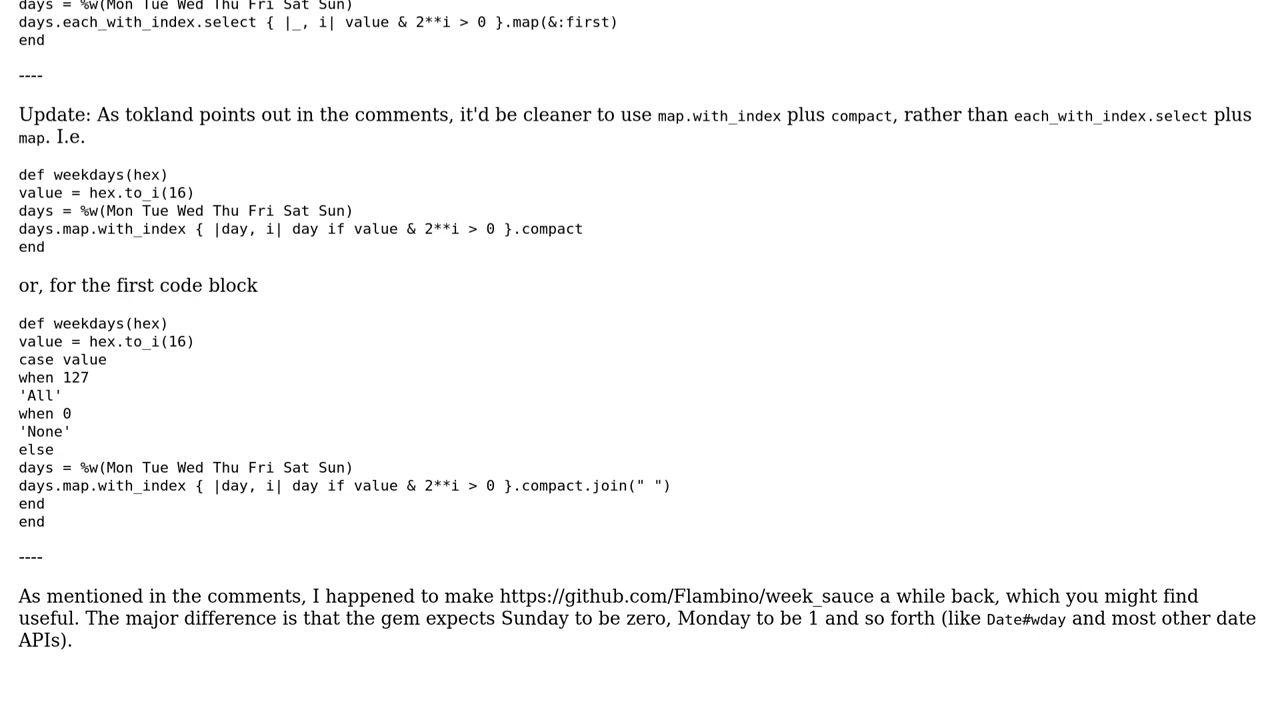 days = %w(Mon Tue Wed Thu Fri Sat Sun)
days.each_with_index.select { |_, i| value & 2**i > 0 }.map(&:first)
end
----
Update: As tokland points out in the comments, it'd be cleaner to use map.with_index plus compact, rather than each_with_index.select plus
map. I.e.
def weekdays(hex)
value = hex.to_i(16)
days = %w(Mon Tue Wed Thu Fri Sat Sun)
days.map.with_index { |day, i| day if value & 2**i > 0 }.compact
end
or, for the first code block
def weekdays(hex)
value = hex.to_i(16)
case value
when 127
'All'
when 0
'None'
else
days = %w(Mon Tue Wed Thu Fri Sat Sun)
days.map.with_index { |day, i| day if value & 2**i > 0 }.compact.join(" ")
end
end
----
As mentioned in the comments, I happened to make https://github.com/Flambino/week_sauce a while back, which you might find
useful. The major difference is that the gem expects Sunday to be zero, Monday to be 1 and so forth (like Date#wday and most other date
APIs).